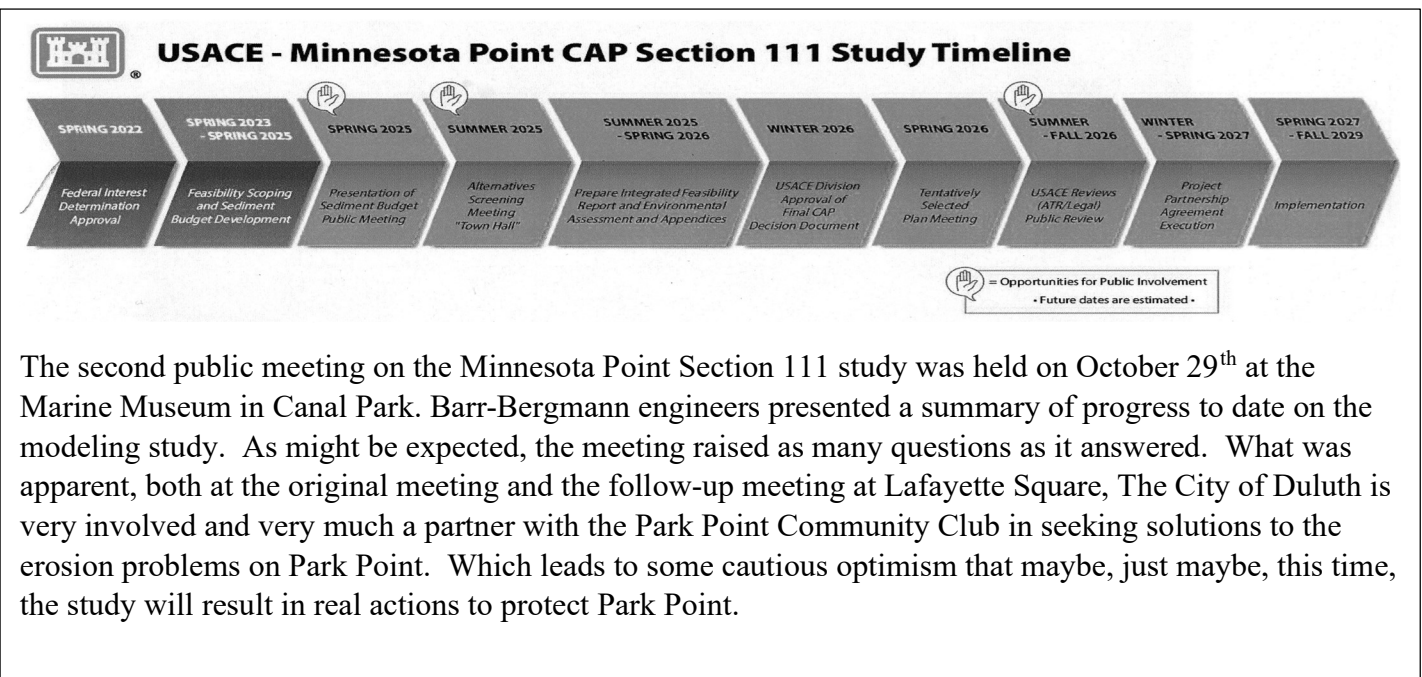 USACE - Minnesota Point CAP Section 111 Study Timeline
®
SPRING 2022
SPRING 2023
- SPRING 2025
SPRING 2025
SUMMER 2025
SUMMER 2025
- SPRING 2026
WINTER 2026
SPRING 2026
SUMMER
- FALL 2026
WINTER
- SPRING 2027
SPRING 2027
- FALL 2029
Federal Interest
Determination
Approval
Feasibility Scoping
and Sediment
Budget Development
Presentation of
Sediment Budget
Public Meeting
Alternatives
Screening
Meeting
"Town Hall"
Prepare Integrated Feasibility
Report and Environmental
Assessment and Appendices
USACE Division
Approval of
Final CAP
Decision Document
Tentatively
Selected
Plan Meeting
USACE Reviews
(ATR/Legal)
Public Review
Project
Partnership
Agreement
Execution
Implementation
= Opportunities for Public Involvement
• Future dates are estimated •
The second public meeting on the Minnesota Point Section 111 study was held on October 29th at the
Marine Museum in Canal Park. Barr-Bergmann engineers presented a summary of progress to date on the
modeling study. As might be expected, the meeting raised as many questions as it answered. What was
apparent, both at the original meeting and the follow-up meeting at Lafayette Square, The City of Duluth is
very involved and very much a partner with the Park Point Community Club in seeking solutions to the
erosion problems on Park Point. Which leads to some cautious optimism that maybe, just maybe, this time,
the study will result in real actions to protect Park Point.